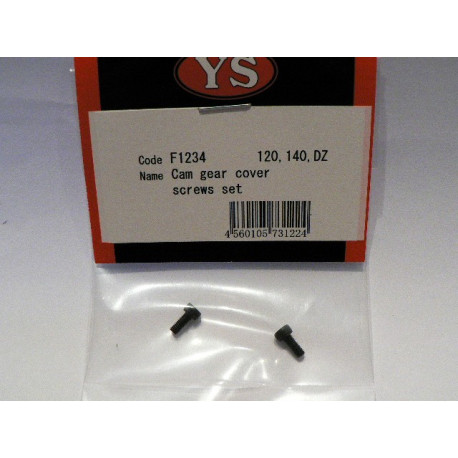 YS
Code F1234 120, 140, DZ
Name Cam gear cover
screws set
4 560105 731224